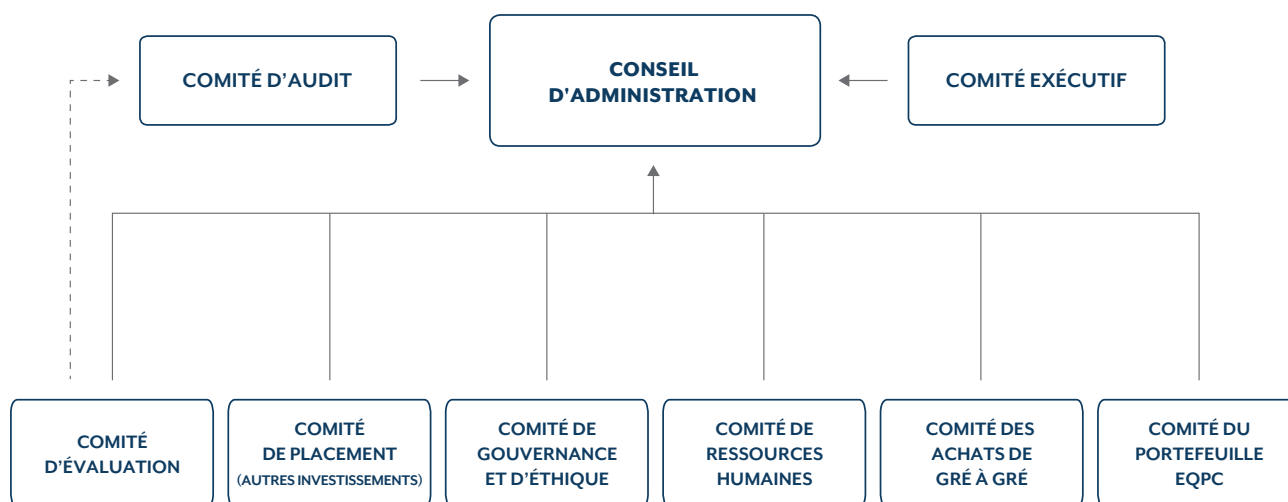 COMITÉ D’AUDIT
CONSEIL
D'ADMINISTRATION
COMITÉ EXÉCUTIF
COMITÉ
D’ÉVALUATION
COMITÉ
DE PLACEMENT
(AUTRES INVESTISSEMENTS)
COMITÉ DE
GOUVERNANCE
ET D’ÉTHIQUE
COMITÉ DE
RESSOURCES
HUMAINES
COMITÉ DES
ACHATS DE
GRÉ À GRÉ
COMITÉ DU
PORTEFEUILLE
EQPC